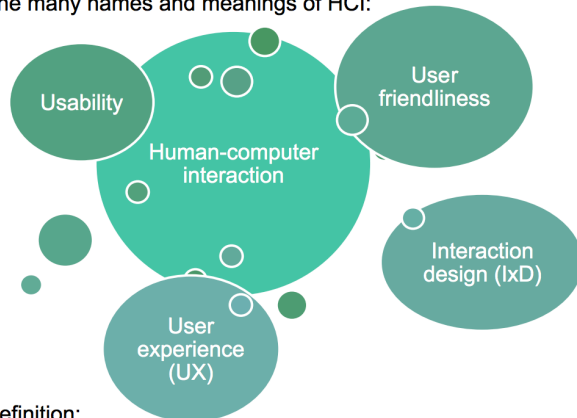 he many names and meanings of HCI:
Usability
User
friendliness
Human-computer
interaction
Interaction
design (IxD)
User
experience
(UX)
efinition: